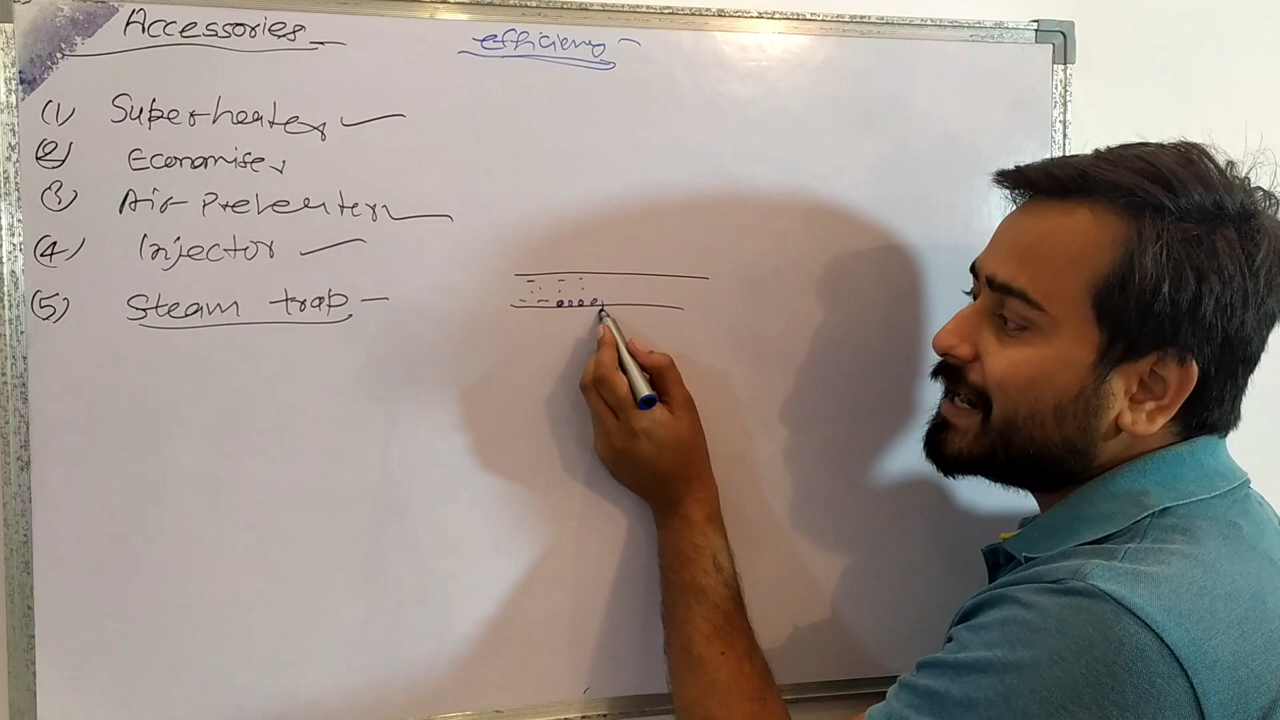 Accessories
efficiency
(1) Superheater
(2) Economiser
(3) Air Preheater
(4) Injector
(5) Steam trap